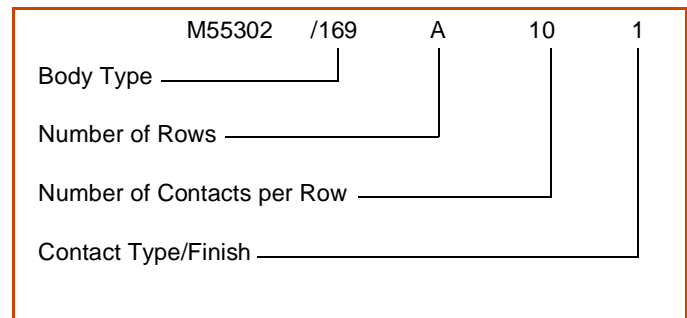 M55302 /169 A 10 1
Body Type
Number of Rows
Number of Contacts per Row
Contact Type/Finish